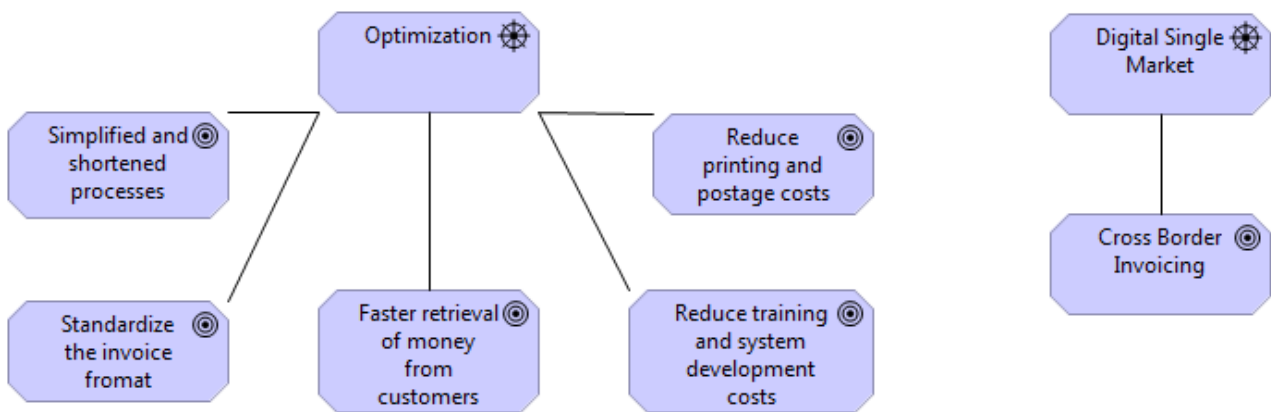 Optimization
Digital Single
Market
Simplified and
shortened
processes
Reduce
printing and
postage costs
Cross Border
Invoicing
Standardize
the invoice
fromat
Faster retrieval
of money
from
customers
Reduce training
and system
development
costs